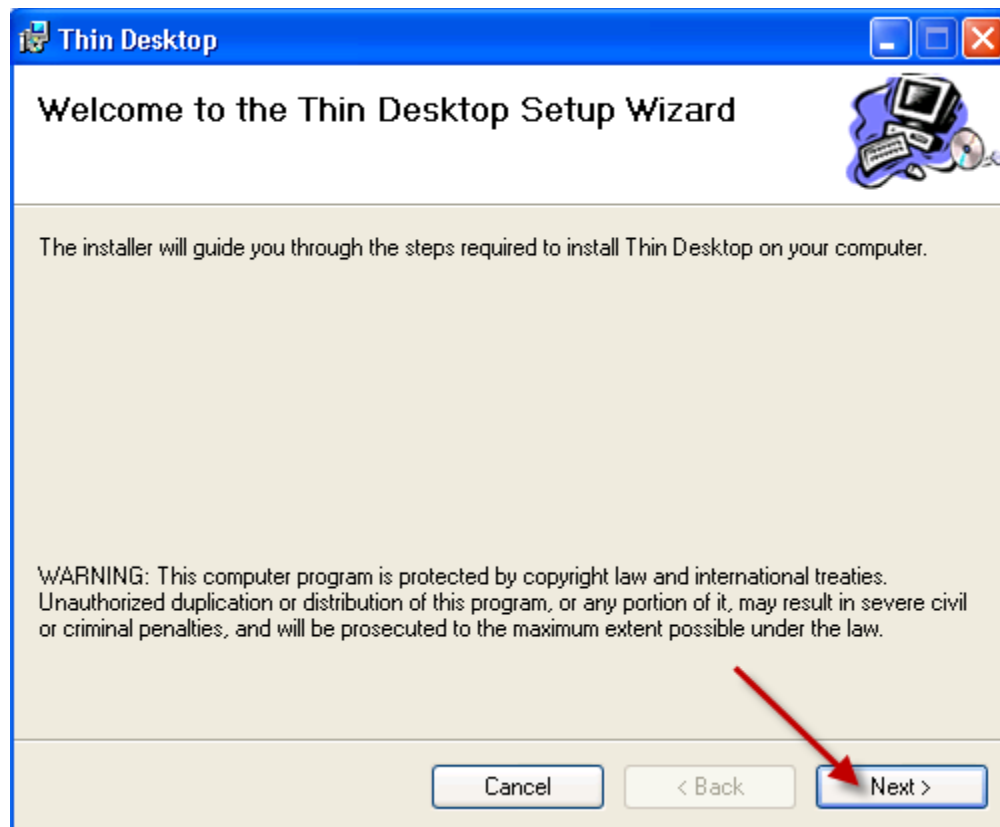 Thin Desktop
Welcome to the Thin Desktop Setup Wizard
The installer will guide you through the steps required to install Thin Desktop on your computer.
WARNING: This computer program is protected by copyright law and international treaties.
Unauthorized duplication or distribution of this program, or any portion of it, may result in severe civil
or criminal penalties, and will be prosecuted to the maximum extent possible under the law.
Cancel < Back Next >